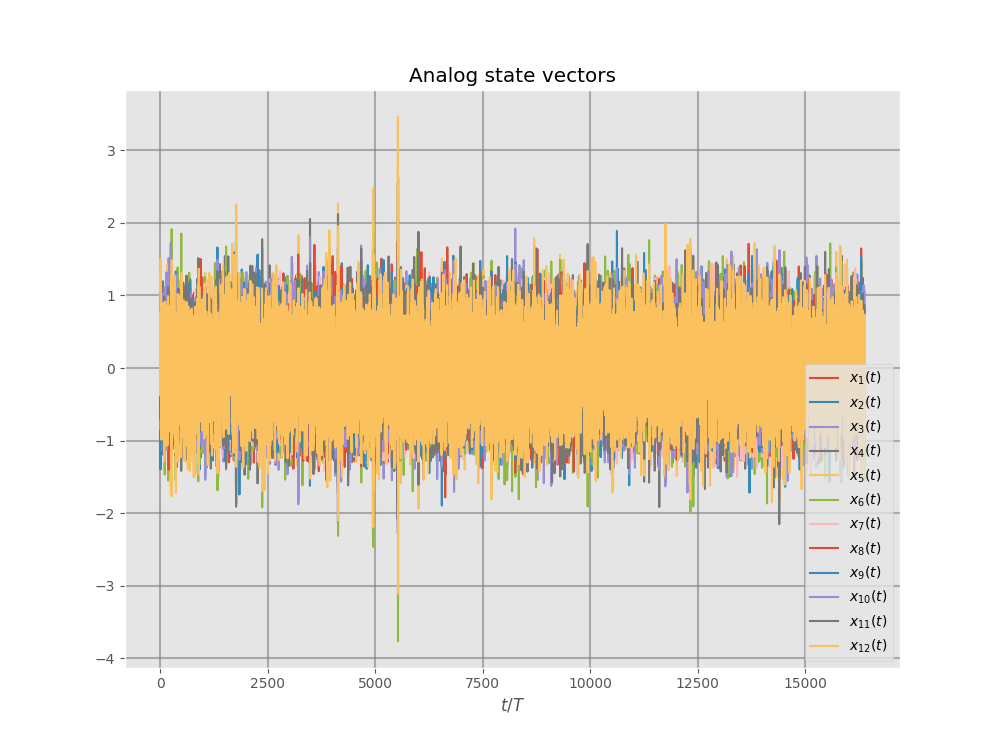 Analog state vectors
3
2
1
0
−1
−2
−3
−4
0 2500 5000 7500 10000 12500 15000
t/T
x₁(t)
x₂(t)
x₃(t)
x₄(t)
x₅(t)
x₆(t)
x₇(t)
x₈(t)
x₉(t)
x₁₀(t)
x₁₁(t)
x₁₂(t)